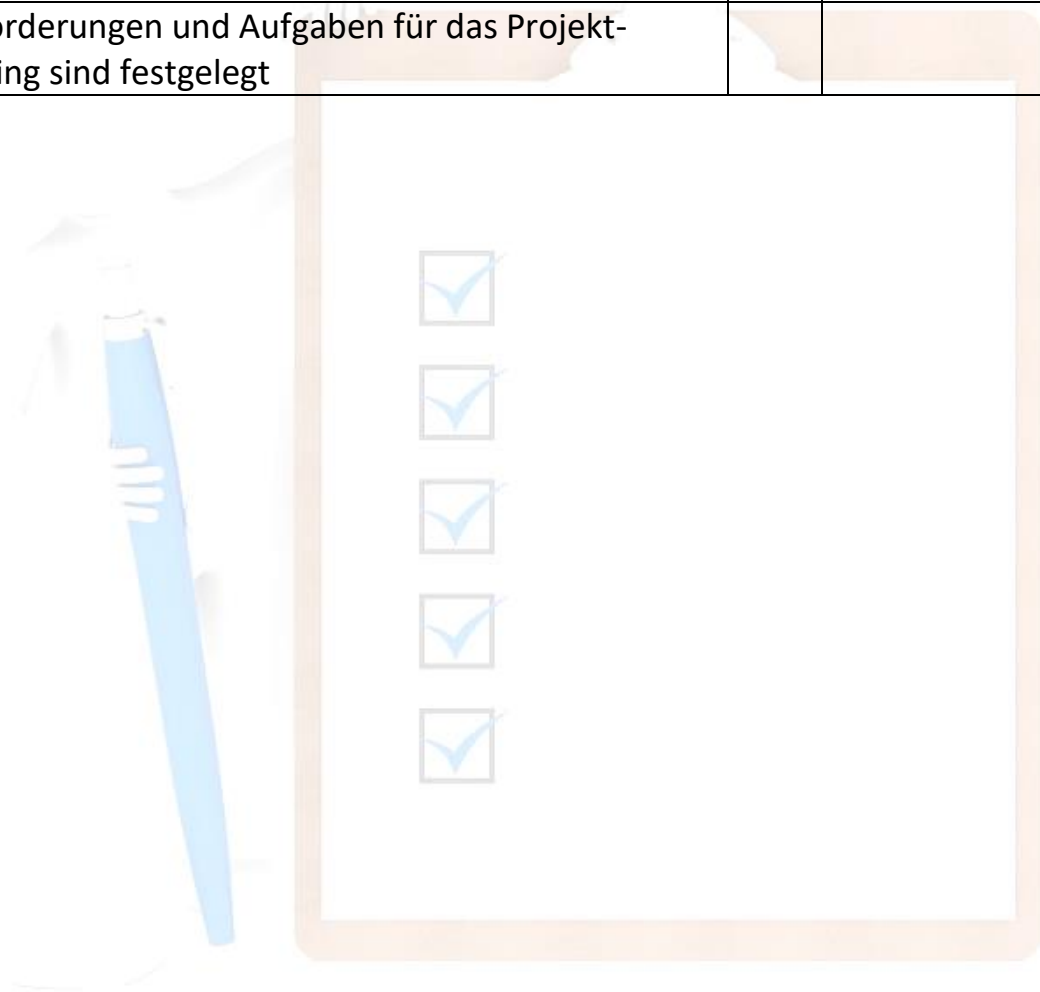 orderungen und Aufgaben für das Projekt-
ing sind festgelegt